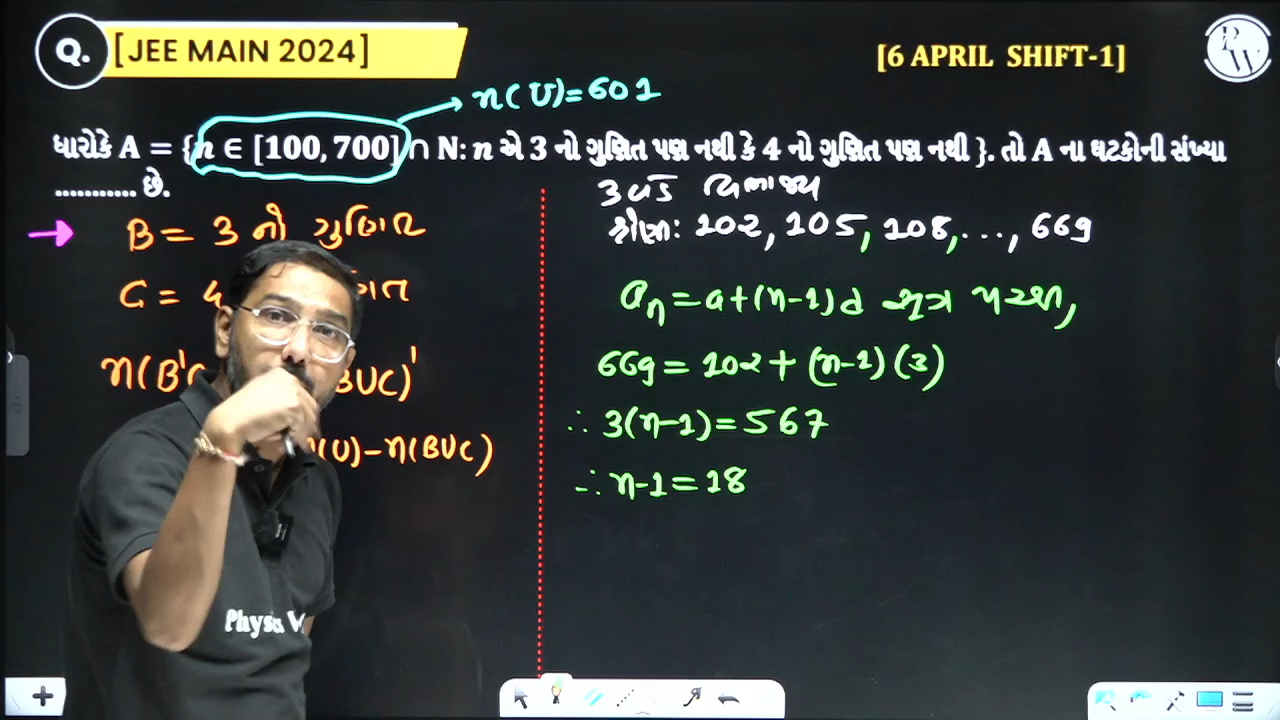 Q. [JEE MAIN 2024]
[6 APRIL SHIFT-1]
n(U)=601
ધારોકે A = {n ∈ [100, 700] ∩ N: n એ 3 નો ગુણિત પણ નથી કે 4 નો ગુણિત પણ નથી }. તો A ના ઘટકોની સંખ્યા
............ છે.
B = 3 નો ગુણિત
C = 4
n(B'
BUC)'
(U)-n(BUC)
3 વડે વિભાજ્ય
શ્રેણી: 102, 105, 108, ..., 669
an = a+(n-1)d સૂત્ર પરથી,
669 = 102 + (n-1)(3)
∴ 3(n-1) = 567
∴ n-1 = 18
Physics W